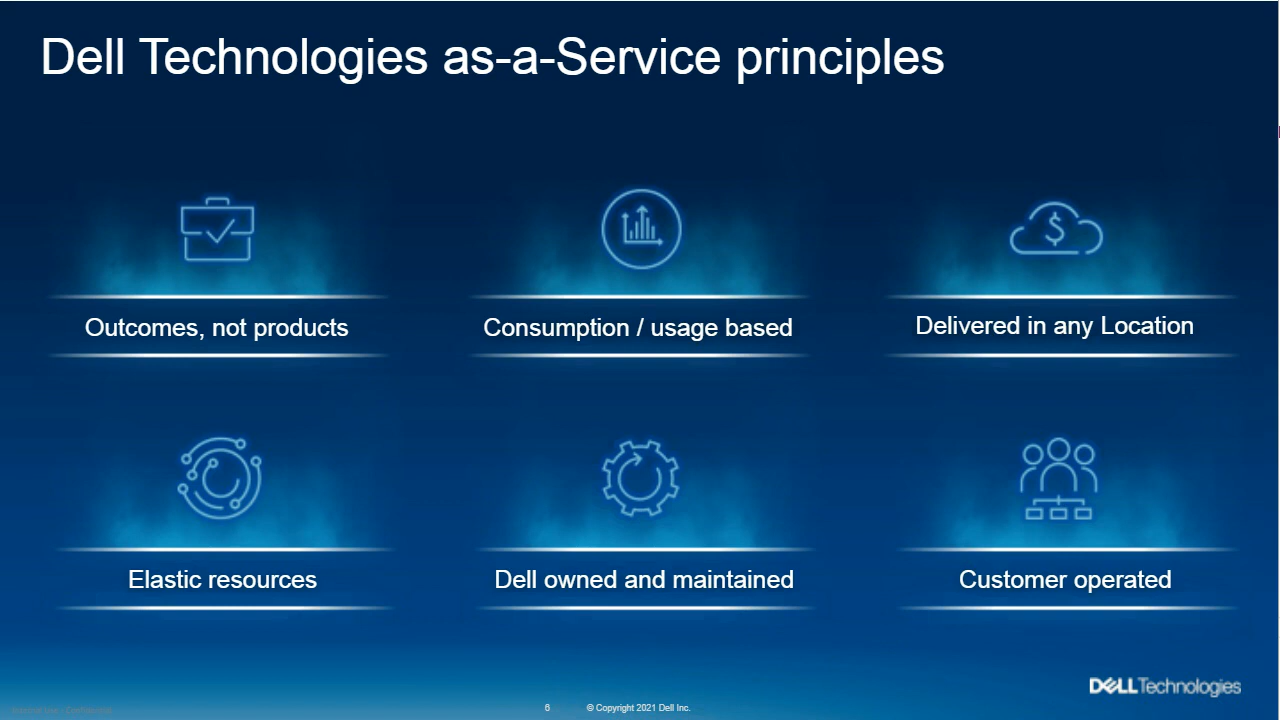 Dell Technologies as-a-Service principles
$
Outcomes, not products
Consumption / usage based
Delivered in any Location
Elastic resources
Dell owned and maintained
Customer operated
DELLTechnologies
6
© Copyright 2021 Dell Inc.